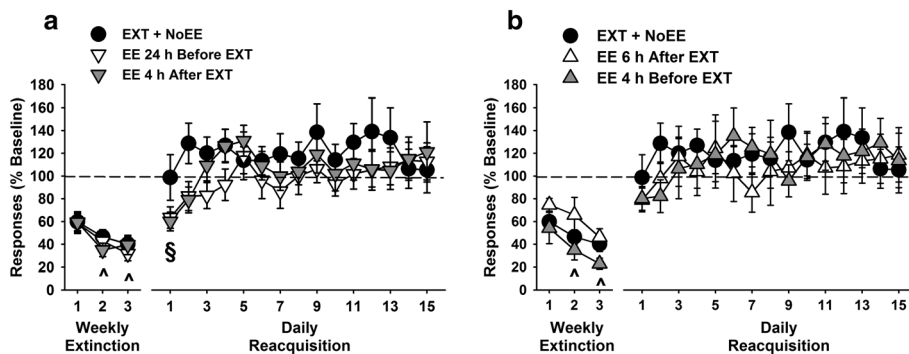 a
EXT + NoEE
EE 24 h Before EXT
EE 4 h After EXT
Responses (% Baseline)
180
160
140
120
100
80
60
40
20
0
^
^
§
1 2 3
1 3 5 7 9 11 13 15
Weekly
Extinction
Daily
Reacquisition
b
EXT + NoEE
EE 6 h After EXT
EE 4 h Before EXT
Responses (% Baseline)
180
160
140
120
100
80
60
40
20
0
^
^
1 2 3
1 3 5 7 9 11 13 15
Weekly
Extinction
Daily
Reacquisition